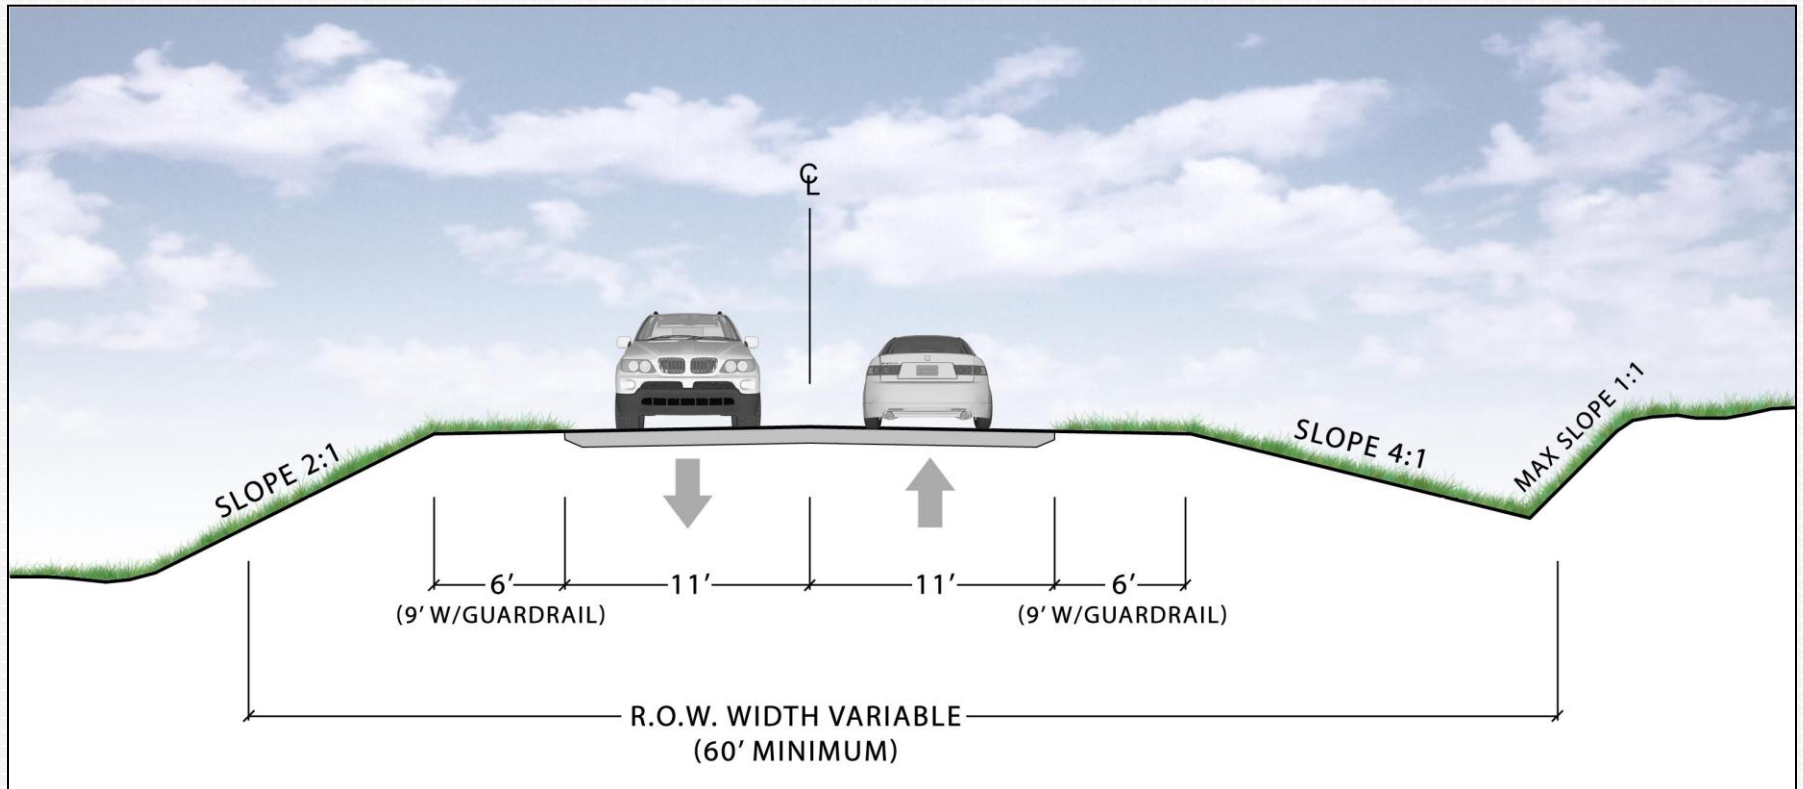 ℄
SLOPE 2:1
SLOPE 4:1
MAX SLOPE 1:1
6’
11’
11’
6’
(9’ W/GUARDRAIL)
(9’ W/GUARDRAIL)
R.O.W. WIDTH VARIABLE
(60’ MINIMUM)